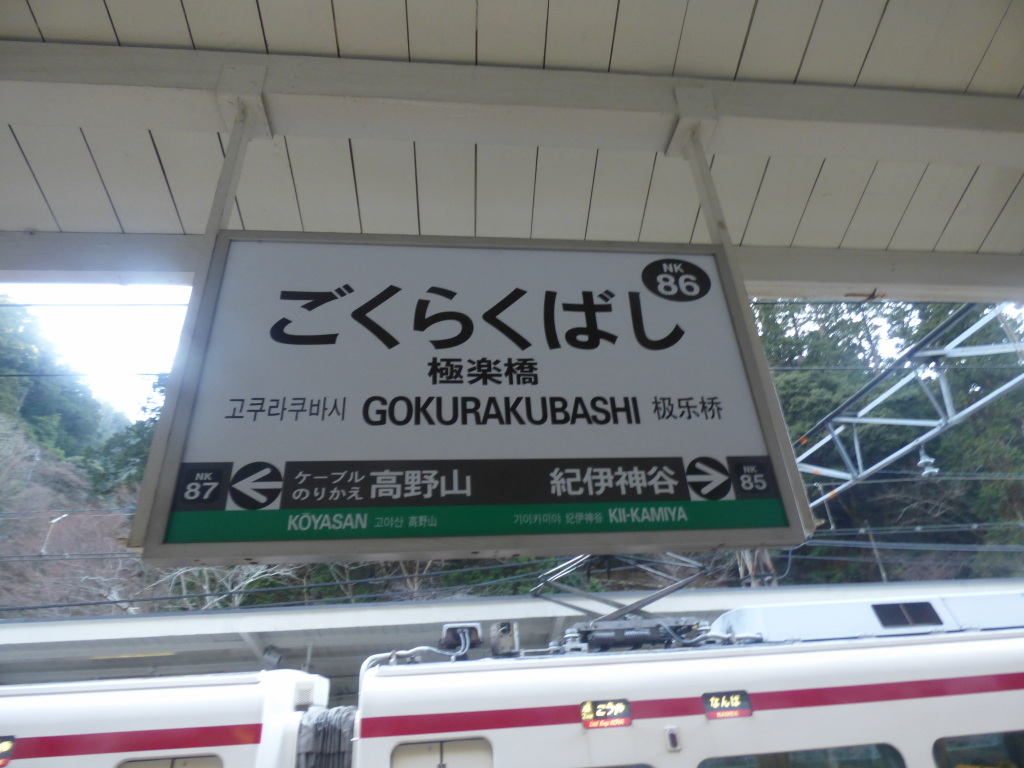 NK
86
ごくらくばし
極楽橋
고쿠라쿠바시 GOKURAKUBASHI 极乐桥
NK
87
ケーブル
のりかえ
高野山
紀伊神谷
NK
85
KŌYASAN 고야산 高野山
기이카미야 纪伊神谷 KII-KAMIYA
こうや
なんば
NAMBA